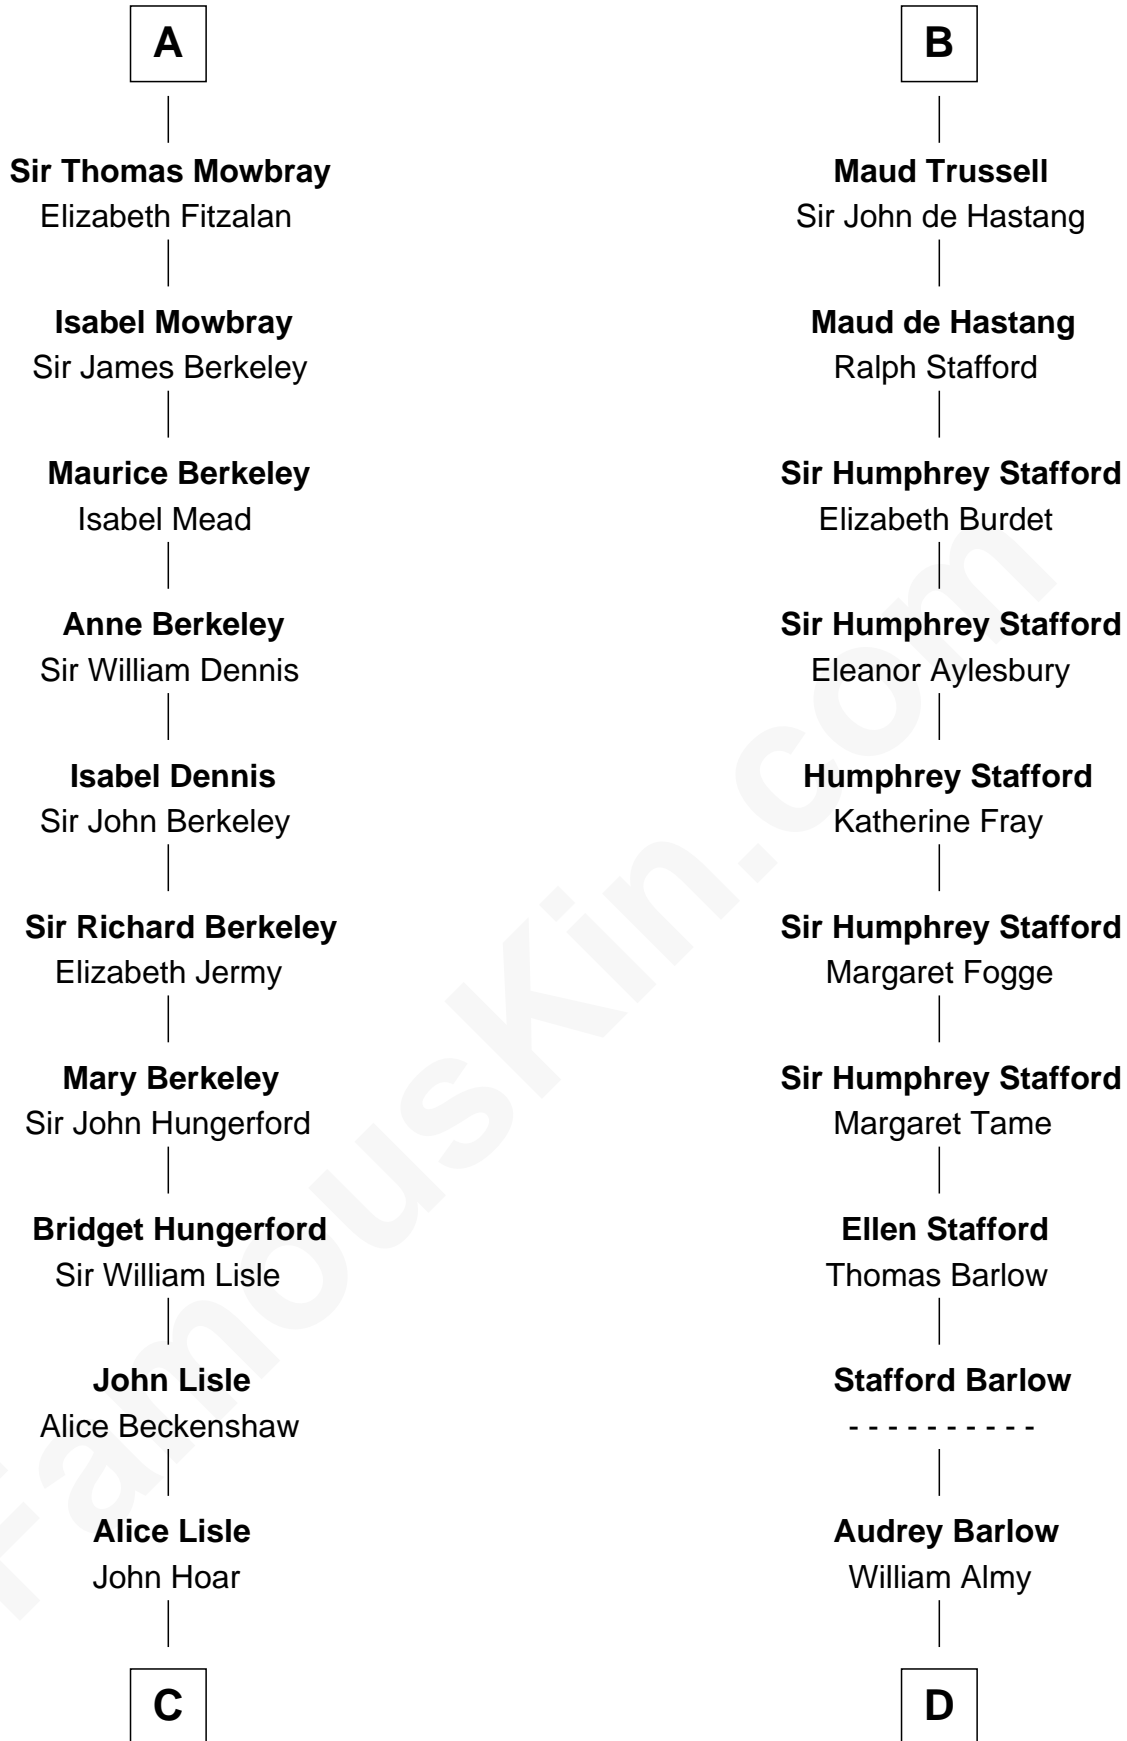 A
Sir Thomas Mowbray
Elizabeth Fitzalan
Isabel Mowbray
Sir James Berkeley
Maurice Berkeley
Isabel Mead
Anne Berkeley
Sir William Dennis
Isabel Dennis
Sir John Berkeley
Sir Richard Berkeley
Elizabeth Jermy
Mary Berkeley
Sir John Hungerford
Bridget Hungerford
Sir William Lisle
John Lisle
Alice Beckenshaw
Alice Lisle
John Hoar
C
B
Maud Trussell
Sir John de Hastang
Maud de Hastang
Ralph Stafford
Sir Humphrey Stafford
Elizabeth Burdet
Sir Humphrey Stafford
Eleanor Aylesbury
Humphrey Stafford
Katherine Fray
Sir Humphrey Stafford
Margaret Fogge
Sir Humphrey Stafford
Margaret Tame
Ellen Stafford
Thomas Barlow
Stafford Barlow
- - - - - - - - - -
Audrey Barlow
William Almy
D
FamousKin.com